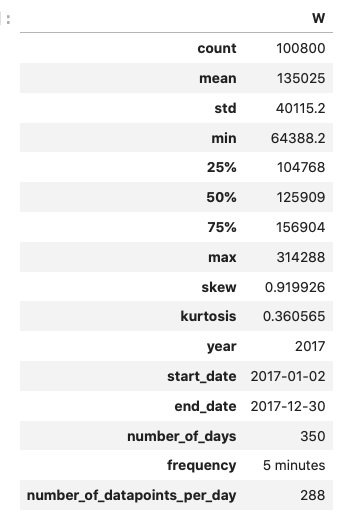 ]:
W
count 100800
mean 135025
std 40115.2
min 64388.2
25% 104768
50% 125909
75% 156904
max 314288
skew 0.919926
kurtosis 0.360565
year 2017
start_date 2017-01-02
end_date 2017-12-30
number_of_days 350
frequency 5 minutes
number_of_datapoints_per_day 288